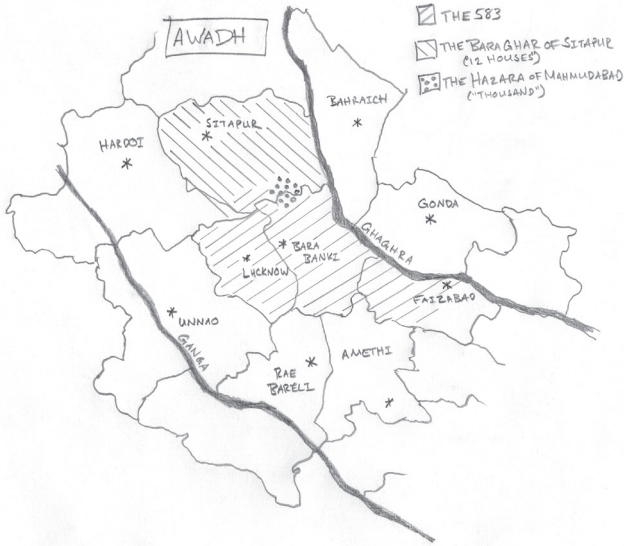 AWADH
THE 583
THE BARA GHAR OF SITAPUR
(12 HOUSES")
THE HAZARA OF MAHMUDABAD
("THOUSAND")
BAHRAICH
SITAPUR
HARDOI
GONDA
GHAGHRA
BARA
BANKI
LUCKNOW
FAIZABAD
UNNAO
GANGA
RAE
BARELI
AMETHI